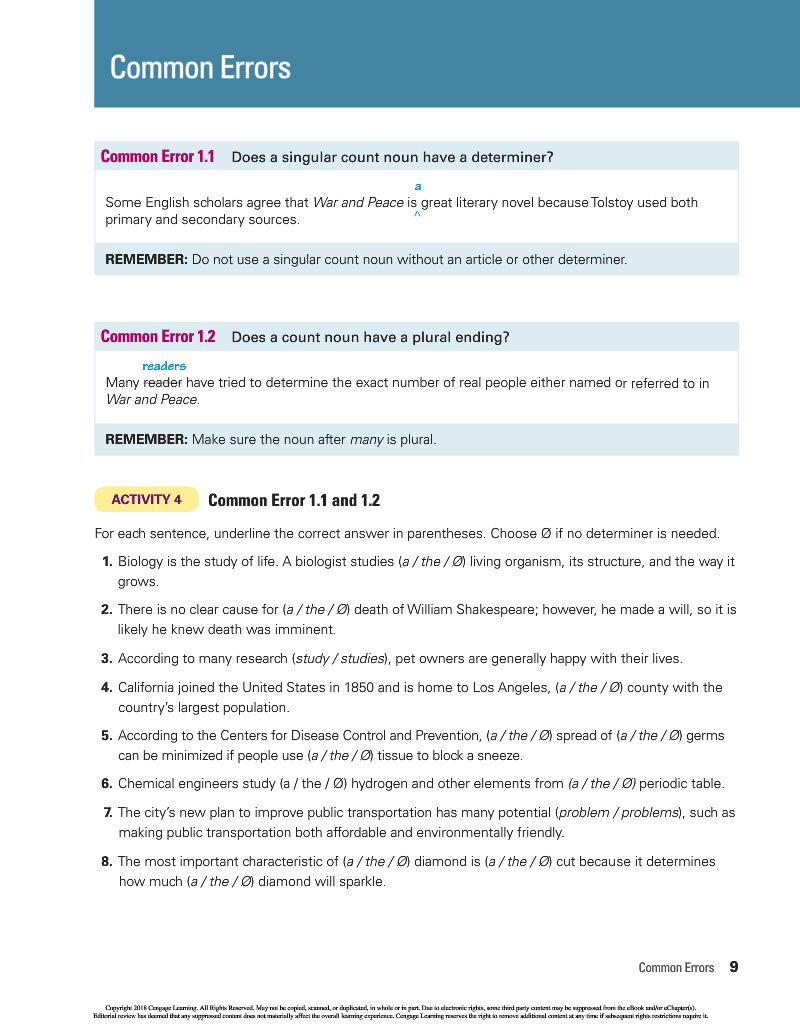 Common Errors
Common Error 1.1 Does a singular count noun have a determiner?
a
Some English scholars agree that War and Peace is great literary novel because Tolstoy used both
^
primary and secondary sources.
REMEMBER: Do not use a singular count noun without an article or other determiner.
Common Error 1.2 Does a count noun have a plural ending?
readers
Many reader have tried to determine the exact number of real people either named or referred to in
War and Peace.
REMEMBER: Make sure the noun after many is plural.
ACTIVITY 4 Common Error 1.1 and 1.2
For each sentence, underline the correct answer in parentheses. Choose Ø if no determiner is needed.
1. Biology is the study of life. A biologist studies (a / the / Ø) living organism, its structure, and the way it
grows.
2. There is no clear cause for (a / the / Ø) death of William Shakespeare; however, he made a will, so it is
likely he knew death was imminent.
3. According to many research (study / studies), pet owners are generally happy with their lives.
4. California joined the United States in 1850 and is home to Los Angeles, (a / the / Ø) county with the
country's largest population.
5. According to the Centers for Disease Control and Prevention, (a / the / Ø) spread of (a / the / Ø) germs
can be minimized if people use (a / the / Ø) tissue to block a sneeze.
6. Chemical engineers study (a / the / Ø) hydrogen and other elements from (a / the / Ø) periodic table.
7. The city's new plan to improve public transportation has many potential (problem / problems), such as
making public transportation both affordable and environmentally friendly.
8. The most important characteristic of (a / the / Ø) diamond is (a / the / Ø) cut because it determines
how much (a / the / Ø) diamond will sparkle.
Common Errors 9
Copyright 2018 Cengage Learning. All Rights Reserved. May not be copied, scanned, or duplicated, in whole or in part. Due to electronic rights, some third party content may be suppressed from the eBook and/or eChapter(s).
Editorial review has deemed that any suppressed content does not materially affect the overall learning experience. Cengage Learning reserves the right to remove additional content at any time if subsequent rights restrictions require it.